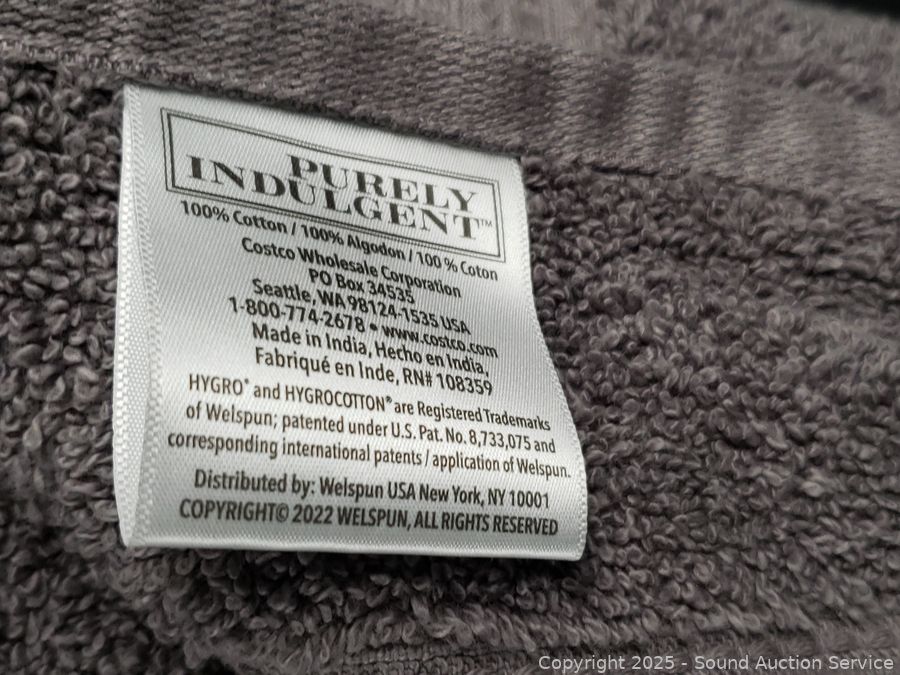 PURELY
INDULGENT™
100% Cotton / 100% Algodon / 100 % Coton
Costco Wholesale Corporation
PO Box 34535
Seattle, WA 98124-1535 USA
1-800-774-2678 • www.costco.com
Made in India, Hecho en India,
Fabriqué en Inde, RN# 108359
HYGRO® and HYGROCOTTON® are Registered Trademarks
of Welspun; patented under U.S. Pat. No. 8,733,075 and
corresponding international patents / application of Welspun.
Distributed by: Welspun USA New York, NY 10001
COPYRIGHT© 2022 WELSPUN, ALL RIGHTS RESERVED
Copyright 2025 - Sound Auction Service